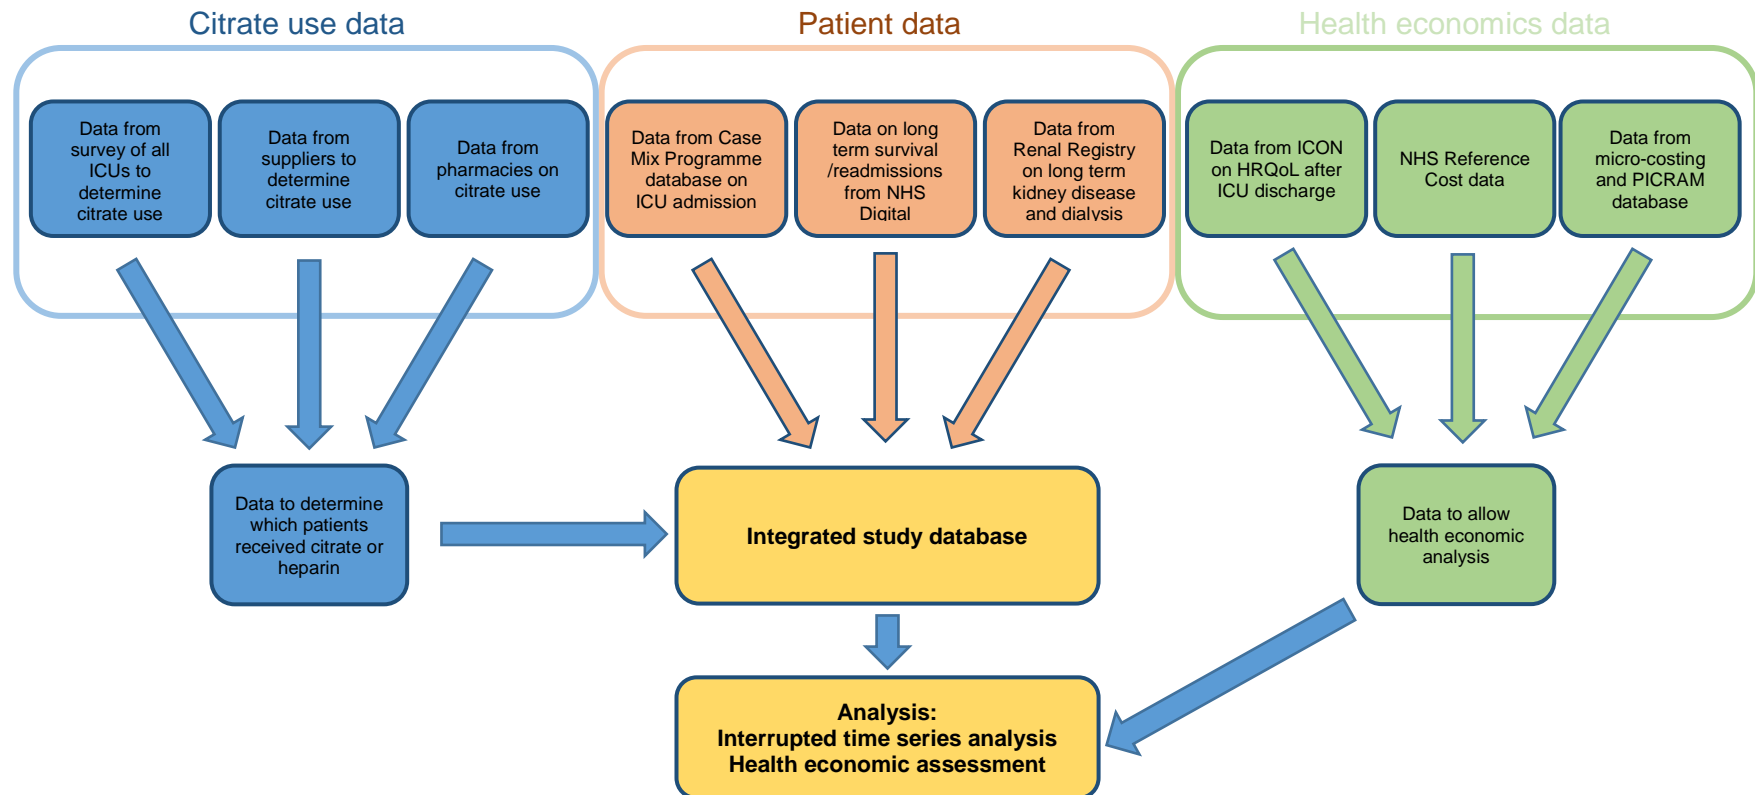 Citrate use data
Patient data
Health economics data
Data from
survey of all
ICUs to
determine
citrate use
Data from
suppliers to
determine
citrate use
Data from
pharmacies on
citrate use
Data from Case
Mix Programme
database on
ICU admission
Data on long
term survival
/readmissions
from NHS
Digital
Data from
Renal Registry
on long term
kidney disease
and dialysis
Data from ICON
on HRQoL after
ICU discharge
NHS Reference
Cost data
Data from
micro-costing
and PICRAM
database
Data to determine
which patients
received citrate or
heparin
Integrated study database
Data to allow
health economic
analysis
Analysis:
Interrupted time series analysis
Health economic assessment